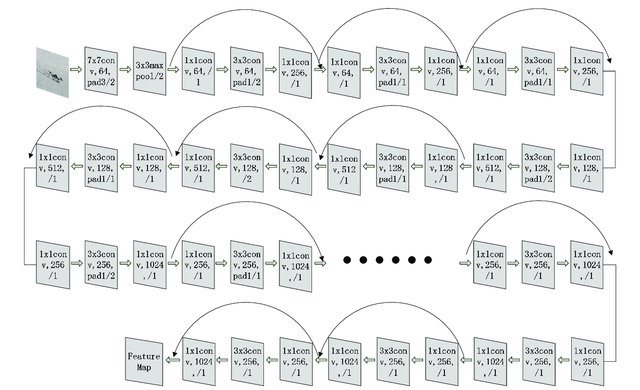 7x7con
v,64,
pad3/2
3x3max
pool/2
1x1con
v,64,/
1
3x3con
v,64,
pad1/2
1x1con
v,256,
/1
1x1con
v,64,
/1
3x3con
v,64,
pad1/1
1x1con
v,256,
/1
1x1con
v,64,
/1
3x3con
v,64,
pad1/1
1x1con
v,256,
/1
1x1con
v,512,
/1
3x3con
v,128,
pad1/1
1x1con
v,128,
/1
1x1con
v,512,
/1
3x3con
v,128,
/2
1x1con
v,128,
/1
1x1con
v,512
/1
3x3con
v,128,
pad1/1
1x1con
v,128
,/1
1x1con
v,512,
/1
3x3con
v,128,
pad1/2
1x1con
v,128,
/1
1x1con
v,256
/1
3x3con
v,256,
pad1/2
1x1con
v,1024
,/1
1x1con
v,256,
/1
3x3con
v,256,
pad1/1
1x1con
v,1024
,/1
1x1con
v,256,
/1
3x3con
v,256,
/1
1x1con
v,1024
,/1
Feature
Map
1x1con
v,1024
,/1
3x3con
v,256,
/1
1x1con
v,256,
/1
1x1con
v,1024
,/1
3x3con
v,256,
/1
1x1con
v,256,
/1
1x1con
v,1024
,/1
3x3con
v,256,
/1
1x1con
v,256,
/1